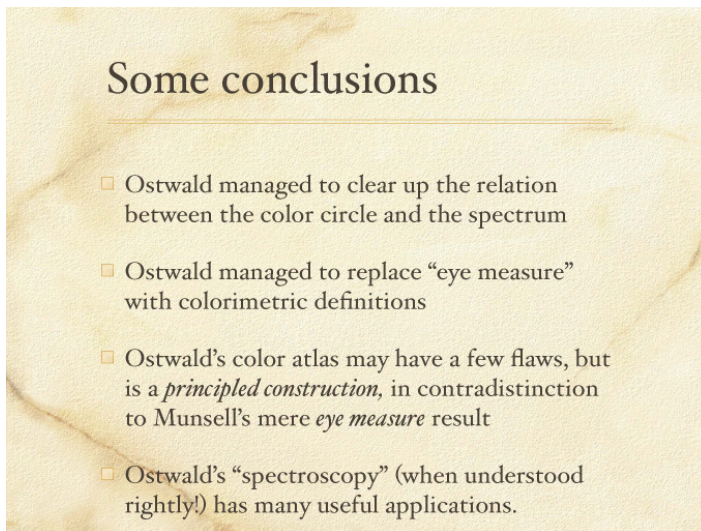 Some conclusions
Ostwald managed to clear up the relation
between the color circle and the spectrum
Ostwald managed to replace “eye measure”
with colorimetric definitions
Ostwald’s color atlas may have a few flaws, but
is a principled construction, in contradistinction
to Munsell’s mere eye measure result
Ostwald’s “spectroscopy” (when understood
rightly!) has many useful applications.